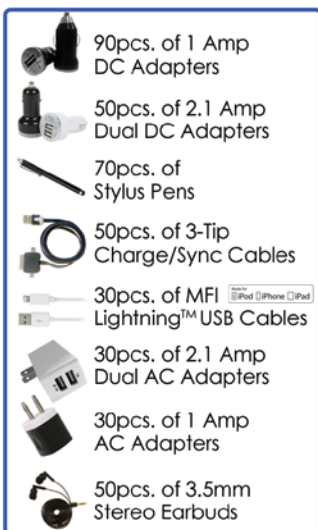 90pcs. of 1 Amp
DC Adapters
50pcs. of 2.1 Amp
Dual DC Adapters
70pcs. of
Stylus Pens
50pcs. of 3-Tip
Charge/Sync Cables
30pcs. of MFI
Made for
iPod iPhone iPad
Lightning™ USB Cables
30pcs. of 2.1 Amp
Dual AC Adapters
30pcs. of 1 Amp
AC Adapters
50pcs. of 3.5mm
Stereo Earbuds